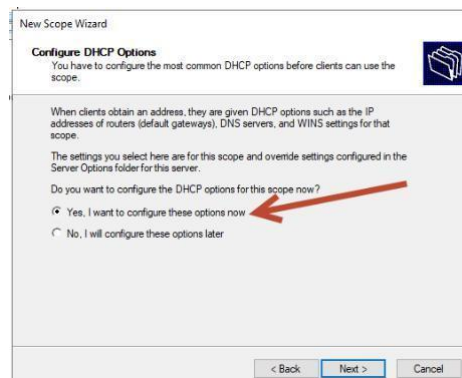 New Scope Wizard
Configure DHCP Options
You have to configure the most common DHCP options before clients can use the
scope.
When clients obtain an address, they are given DHCP options such as the IP
addresses of routers (default gateways), DNS servers, and WINS settings for that
scope.
The settings you select here are for this scope and override settings configured in the
Server Options folder for this server.
Do you want to configure the DHCP options for this scope now?
Yes, I want to configure these options now
No, I will configure these options later
< Back
Next >
Cancel